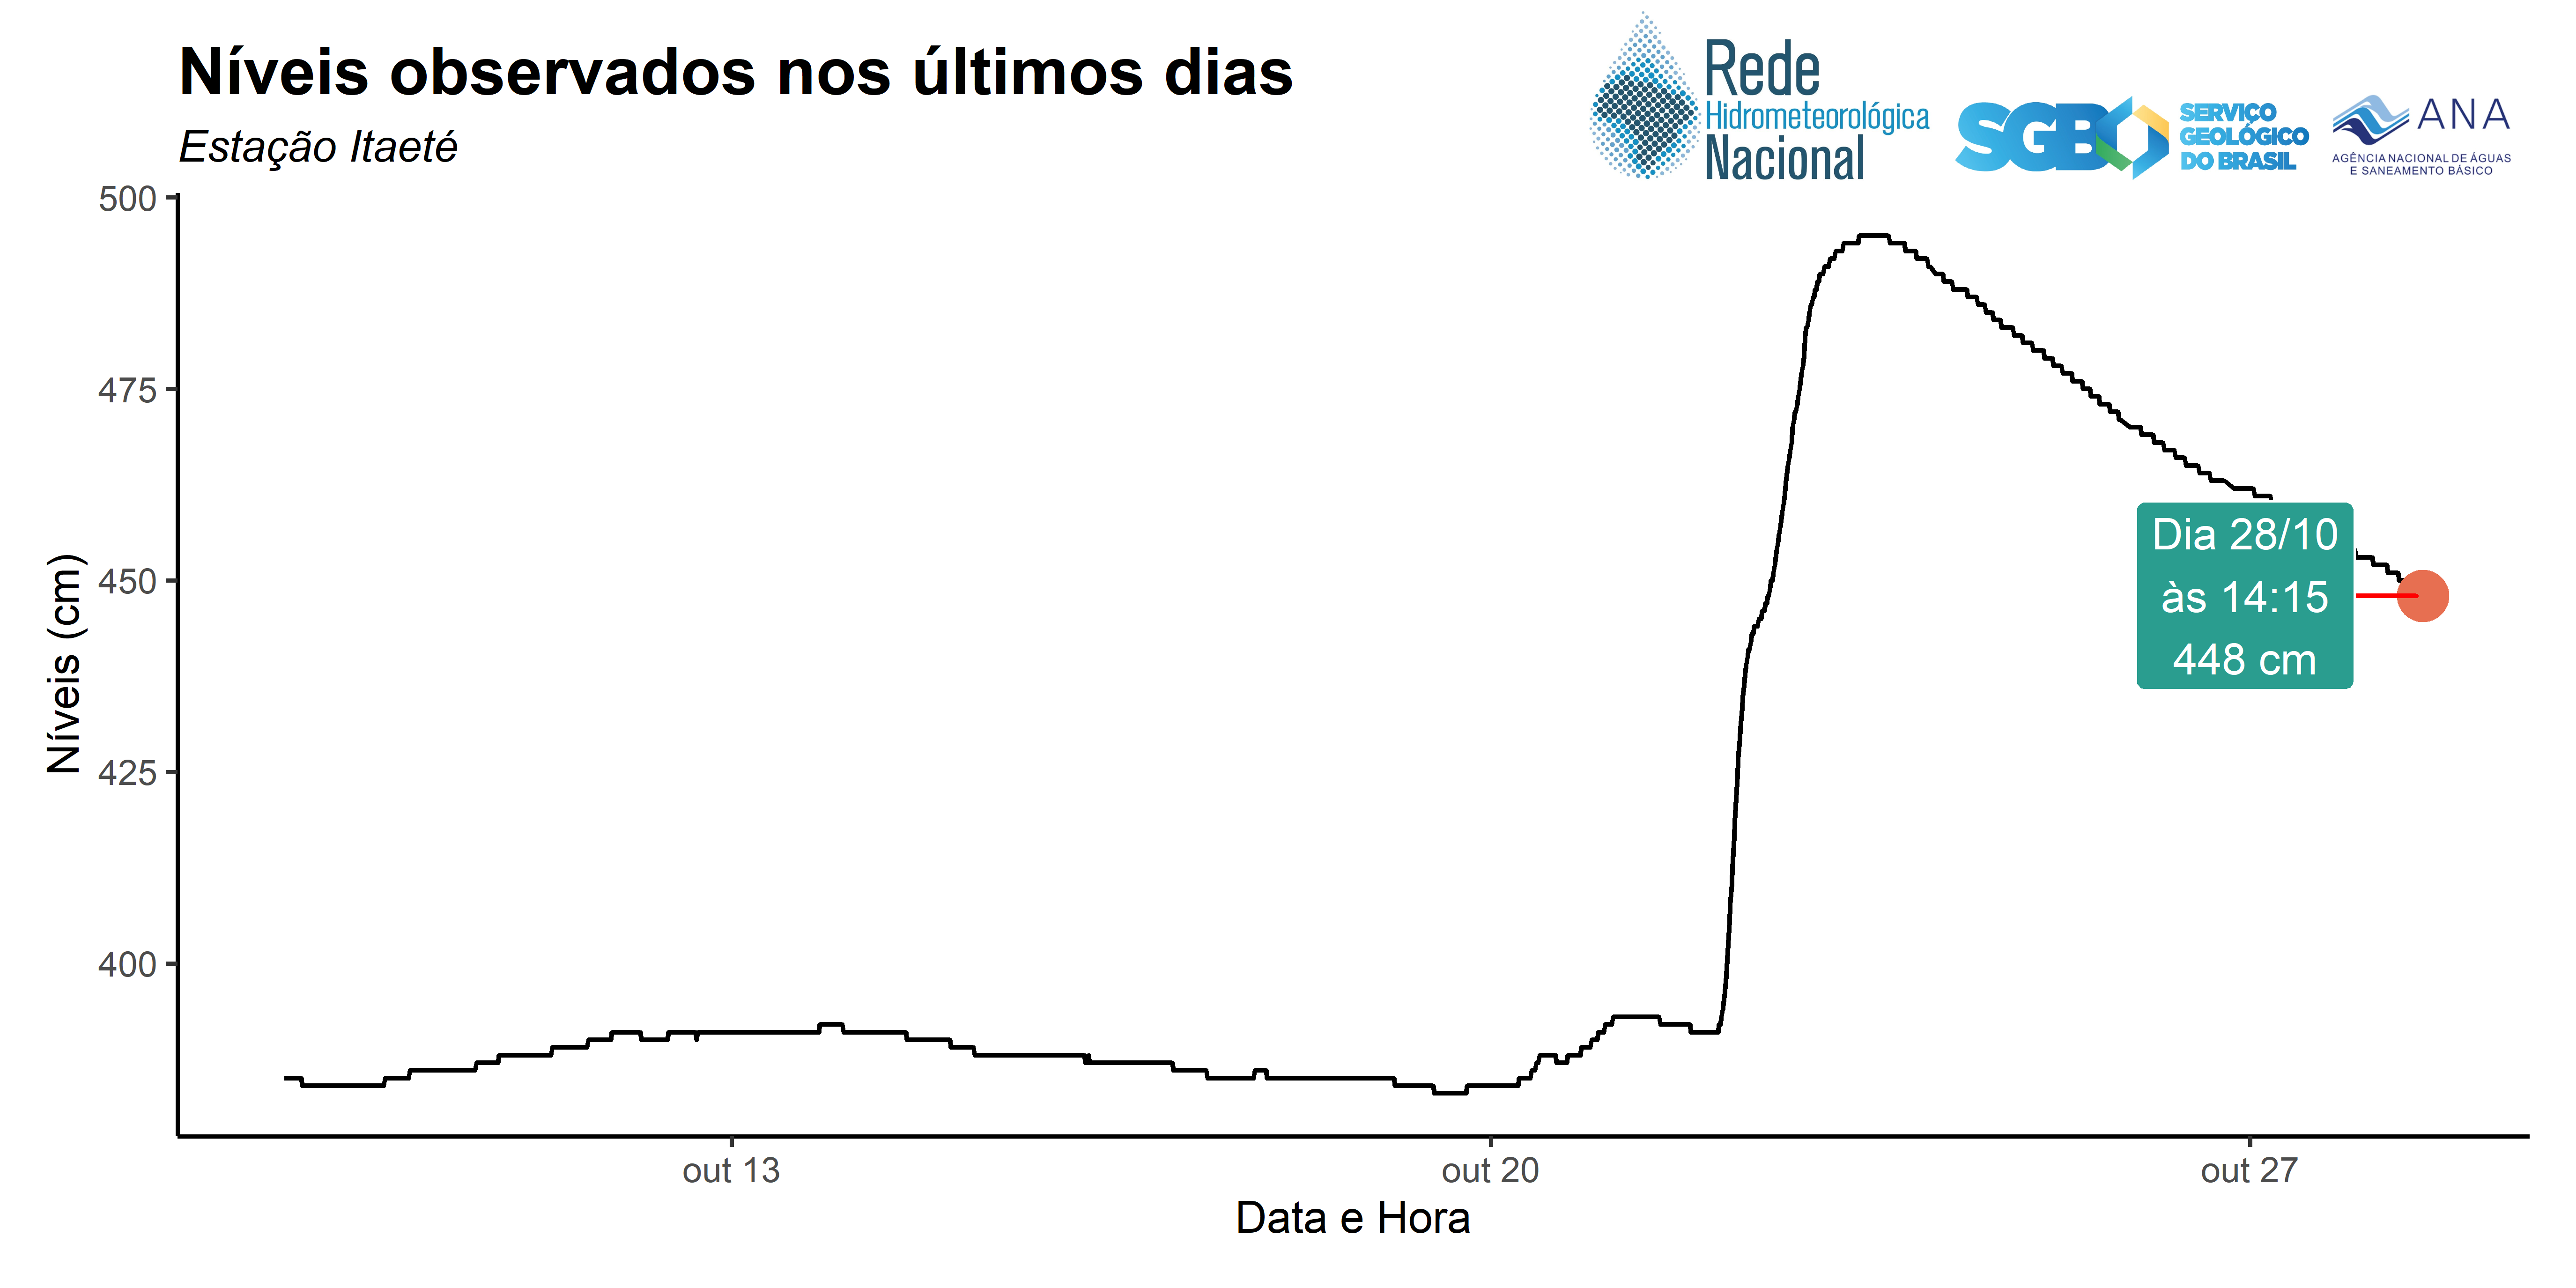 Níveis observados nos últimos dias
Estação Itaeté
Rede
Hidrometeorológica
Nacional
SGB
SERVIÇO
GEOLÓGICO
DO BRASIL
ANA
AGÊNCIA NACIONAL DE ÁGUAS
E SANEAMENTO BÁSICO
500
475
450
425
400
Níveis (cm)
Dia 28/10
às 14:15
448 cm
out 13
out 20
out 27
Data e Hora